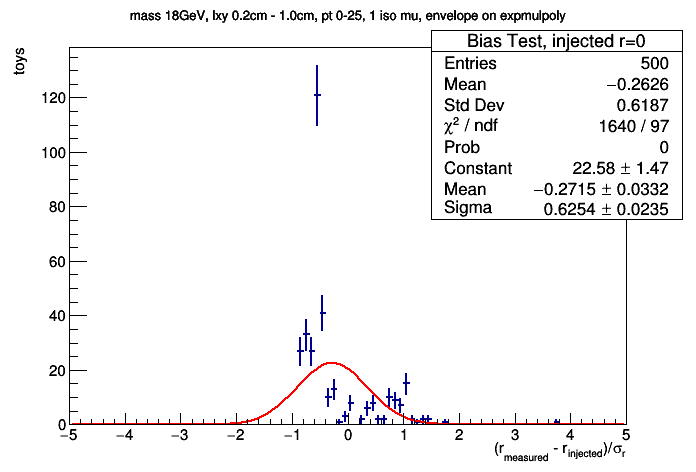 mass 18GeV, lxy 0.2cm - 1.0cm, pt 0-25, 1 iso mu, envelope on expmulpoly
Bias Test, injected r=0
Entries 500
Mean −0.2626
Std Dev 0.6187
χ² / ndf 1640 / 97
Prob 0
Constant 22.58 ± 1.47
Mean −0.2715 ± 0.0332
Sigma 0.6254 ± 0.0235
toys
120
100
80
60
40
20
0
−5 −4 −3 −2 −1 0 1 2 3 4 5
(r_measured - r_injected)/σ_r